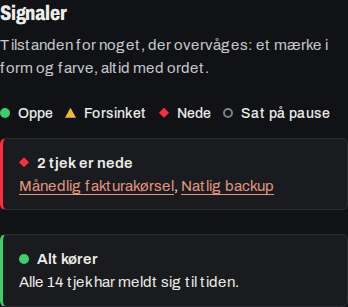 Signaler
Tilstanden for noget, der overvåges: et mærke i
form og farve, altid med ordet.
Oppe Forsinket Nede Sat på pause
2 tjek er nede
Månedlig fakturakørsel, Natlig backup
Alt kører
Alle 14 tjek har meldt sig til tiden.